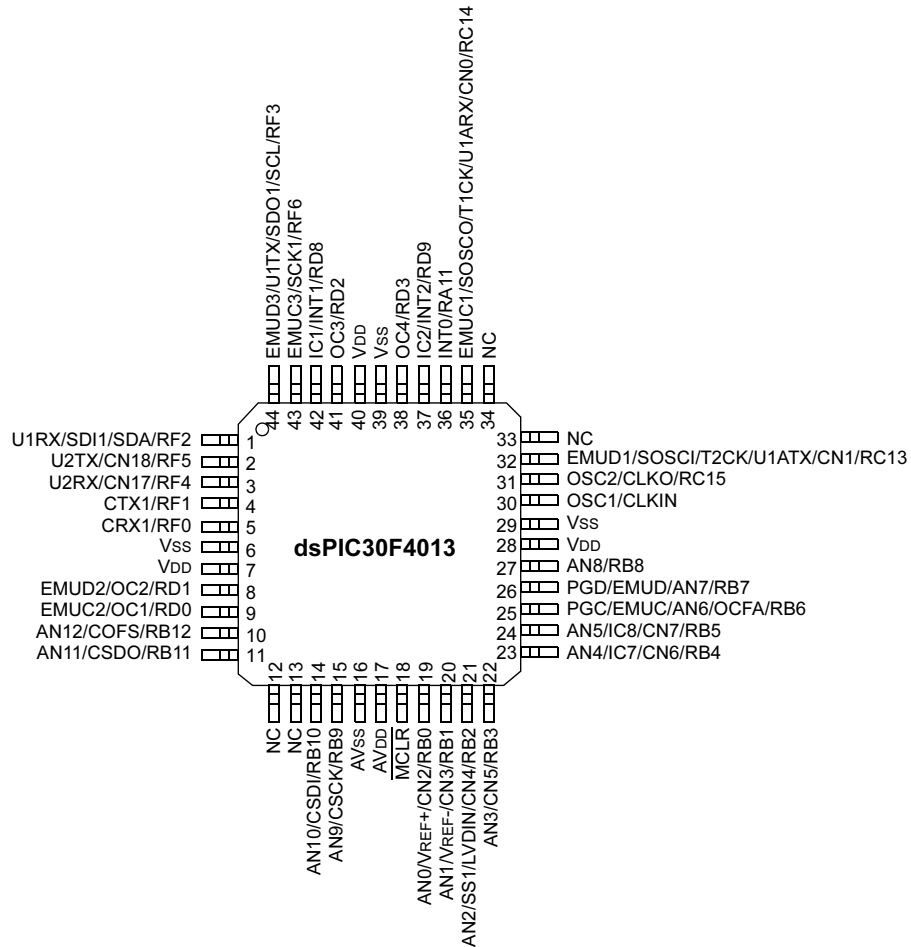 EMUD3/U1TX/SDO1/SCL/RF3
EMUC3/SCK1/RF6
IC1/INT1/RD8
OC3/RD2
VDD
VSS
OC4/RD3
IC2/INT2/RD9
INT0/RA11
EMUC1/SOSCO/T1CK/U1ARX/CN0/RC14
NC
44
43
42
41
40
39
38
37
36
35
34
U1RX/SDI1/SDA/RF2 1
U2TX/CN18/RF5 2
U2RX/CN17/RF4 3
CTX1/RF1 4
CRX1/RF0 5
VSS 6
VDD 7
EMUD2/OC2/RD1 8
EMUC2/OC1/RD0 9
AN12/COFS/RB12 10
AN11/CSDO/RB11 11
dsPIC30F4013
33 NC
32 EMUD1/SOSCI/T2CK/U1ATX/CN1/RC13
31 OSC2/CLKO/RC15
30 OSC1/CLKIN
29 VSS
28 VDD
27 AN8/RB8
26 PGD/EMUD/AN7/RB7
25 PGC/EMUC/AN6/OCFA/RB6
24 AN5/IC8/CN7/RB5
23 AN4/IC7/CN6/RB4
12
13
14
15
16
17
18
19
20
21
22
NC
NC
AN10/CSDI/RB10
AN9/CSCK/RB9
AVSS
AVDD
MCLR
AN0/VREF+/CN2/RB0
AN1/VREF-/CN3/RB1
AN2/SS1/LVDIN/CN4/RB2
AN3/CN5/RB3